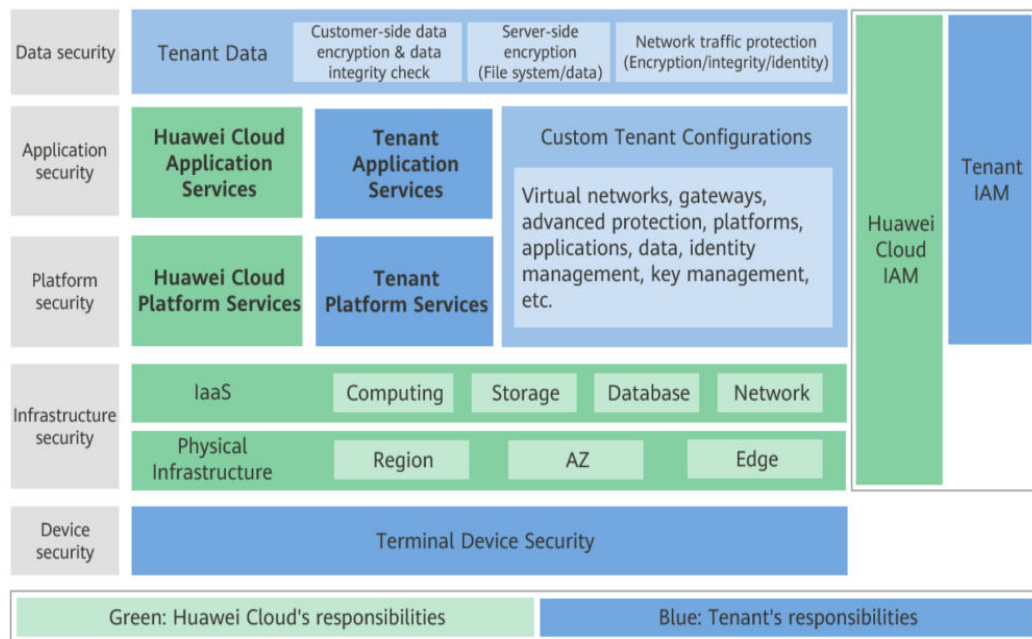 Data security
Tenant Data
Customer-side data
encryption & data
integrity check
Server-side
encryption
(File system/data)
Network traffic protection
(Encryption/integrity/identity)
Application
security
Huawei Cloud
Application
Services
Tenant
Application
Services
Custom Tenant Configurations
Virtual networks, gateways,
advanced protection, platforms,
applications, data, identity
management, key management,
etc.
Platform
security
Huawei Cloud
Platform Services
Tenant
Platform Services
Huawei
Cloud
IAM
Tenant
IAM
Infrastructure
security
IaaS
Computing
Storage
Database
Network
Physical
Infrastructure
Region
AZ
Edge
Device
security
Terminal Device Security
Green: Huawei Cloud's responsibilities
Blue: Tenant's responsibilities